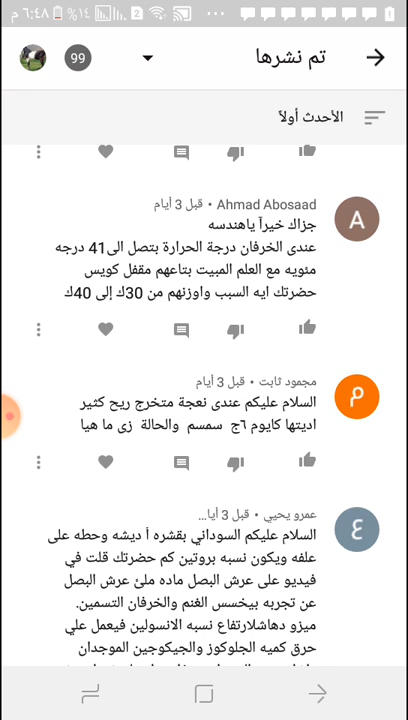 ٦:٤٨ م ١٤% 2
تم نشرها 99
الأحدث أولاً
Ahmad Abosaad • قبل 3 أيام
A
جزاك خيرآ ياهندسه
عندى الخرفان درجة الحرارة بتصل الى41 درجه
مئويه مع العلم المبيت بتاعهم مقفل كويس
حضرتك ايه السبب واوزنهم من 30ك إلى 40ك
مجمود ثابت • قبل 3 أيام
م
السلام عليكم عندى نعجة متخرج ريح كثير
اديتها كايوم ٦ج سمسم والحالة زى ما هيا
عمرو يحيي • قبل 3 أيا...
ع
السلام عليكم السوداني بقشره أ ديشه وحطه على
علفه ويكون نسبه بروتين كم حضرتك قلت في
فيديو على عرش البصل ماده ملئ عرش البصل
عن تجربه بيخسس الغنم والخرفان التسمين.
ميزو دهاشلارتفاع نسبه الانسولين فيعمل علي
حرق كميه الجلوكوز والجيكوجين الموجدان